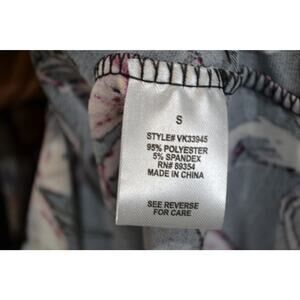 S
STYLE# VK33945
95% POLYESTER
5% SPANDEX
RN# 89354
MADE IN CHINA
SEE REVERSE
FOR CARE